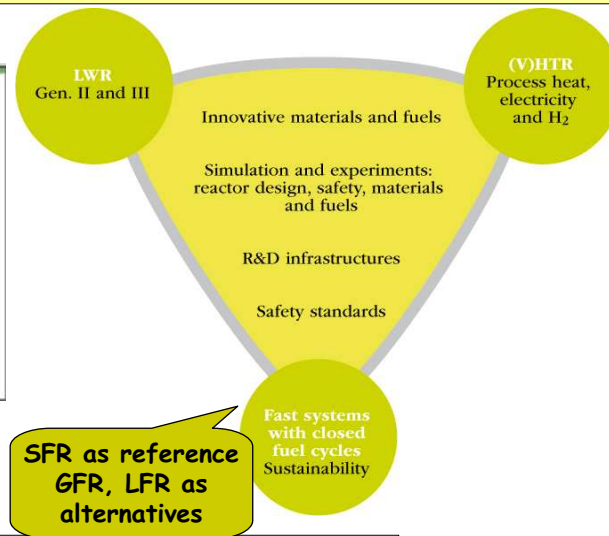 LWR
Gen. II and III
(V)HTR
Process heat,
electricity
and H₂
Innovative materials and fuels
Simulation and experiments:
reactor design, safety, materials
and fuels
R&D infrastructures
Safety standards
Fast systems
with closed
fuel cycles
Sustainability
SFR as reference
GFR, LFR as
alternatives